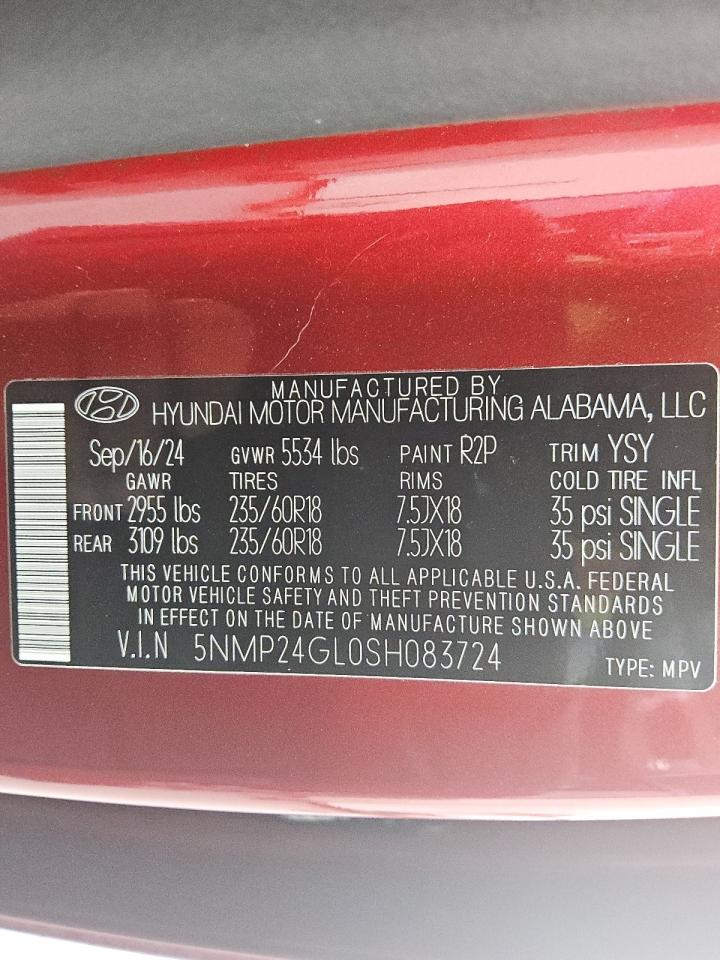 MANUFACTURED BY
HYUNDAI MOTOR MANUFACTURING ALABAMA, LLC
Sep/16/24 GVWR 5534 lbs PAINT R2P TRIM YSY
GAWR TIRES RIMS COLD TIRE INFL
FRONT 2955 lbs 235/60R18 7.5JX18 35 psi SINGLE
REAR 3109 lbs 235/60R18 7.5JX18 35 psi SINGLE
THIS VEHICLE CONFORMS TO ALL APPLICABLE U.S.A. FEDERAL
MOTOR VEHICLE SAFETY AND THEFT PREVENTION STANDARDS
IN EFFECT ON THE DATE OF MANUFACTURE SHOWN ABOVE
V.I.N 5NMP24GL0SH083724 TYPE: MPV